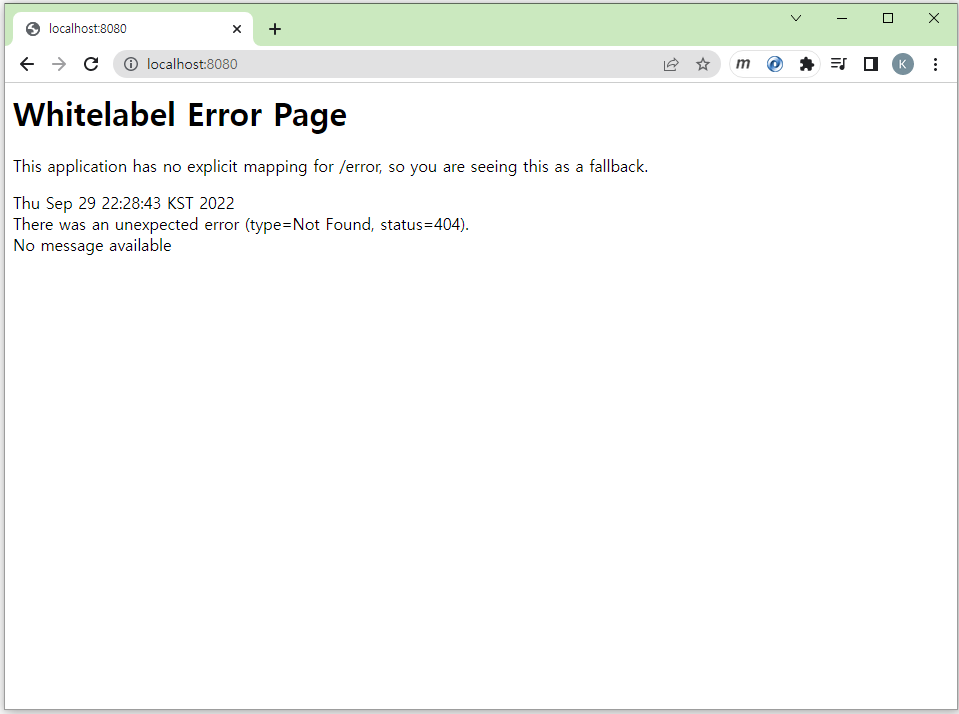 localhost:8080
localhost:8080
m
K
Whitelabel Error Page
This application has no explicit mapping for /error, so you are seeing this as a fallback.
Thu Sep 29 22:28:43 KST 2022
There was an unexpected error (type=Not Found, status=404).
No message available